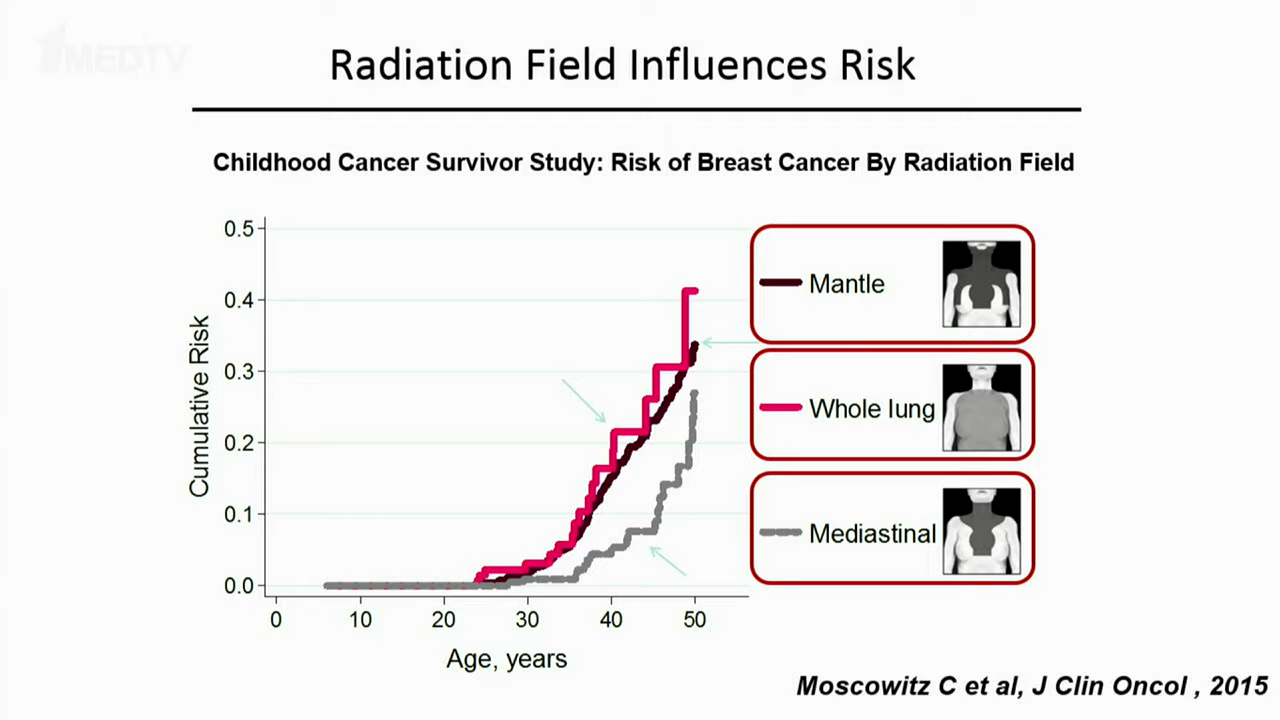 1MEDTV
Radiation Field Influences Risk
Childhood Cancer Survivor Study: Risk of Breast Cancer By Radiation Field
Cumulative Risk
0.5
0.4
0.3
0.2
0.1
0.0
0 10 20 30 40 50
Age, years
Mantle
Whole lung
Mediastinal
Moscowitz C et al, J Clin Oncol , 2015